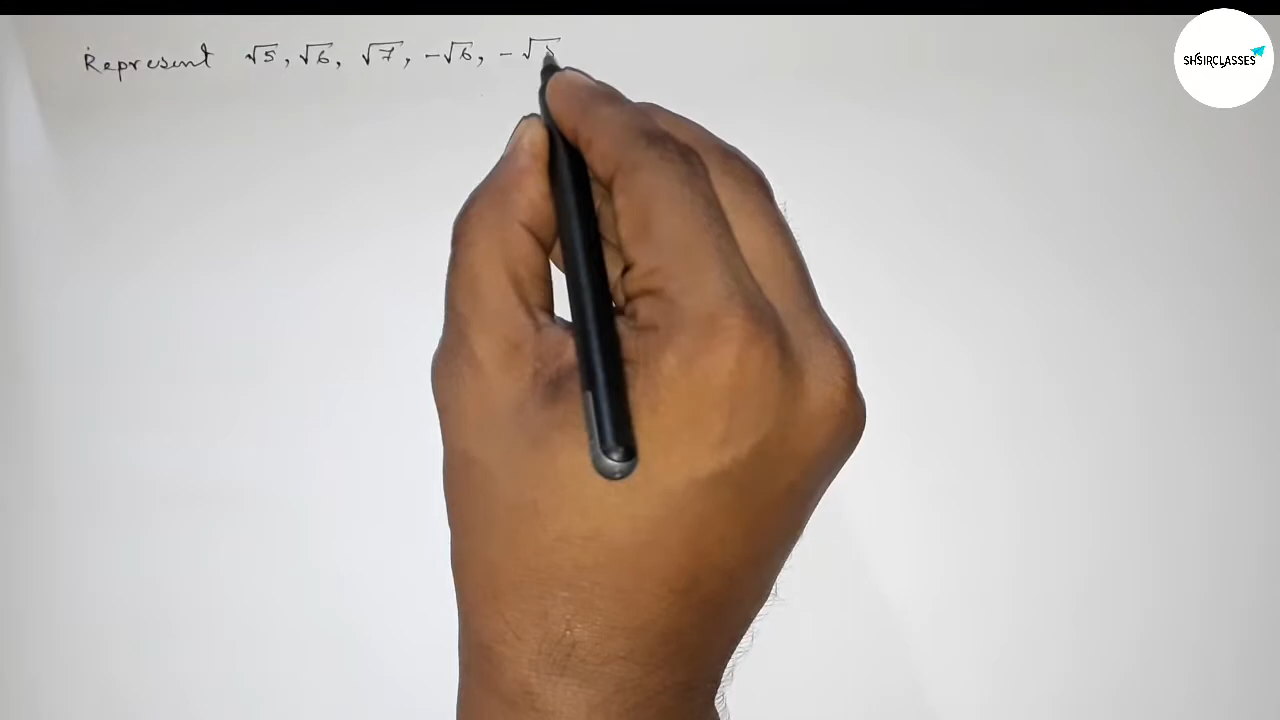 Represent √5, √6, √7, -√6, -√
SHSIRCLASSES